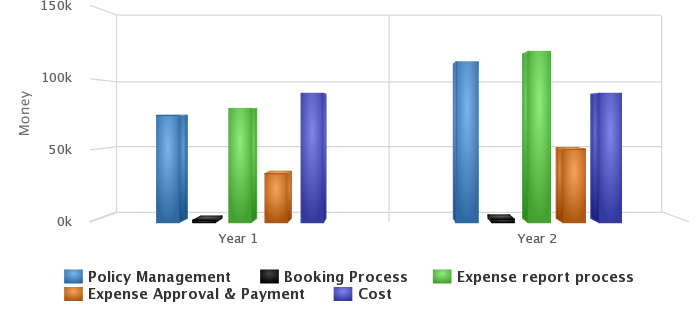 150k
100k
50k
0k
Money
Year 1
Year 2
Policy Management
Booking Process
Expense report process
Expense Approval & Payment
Cost